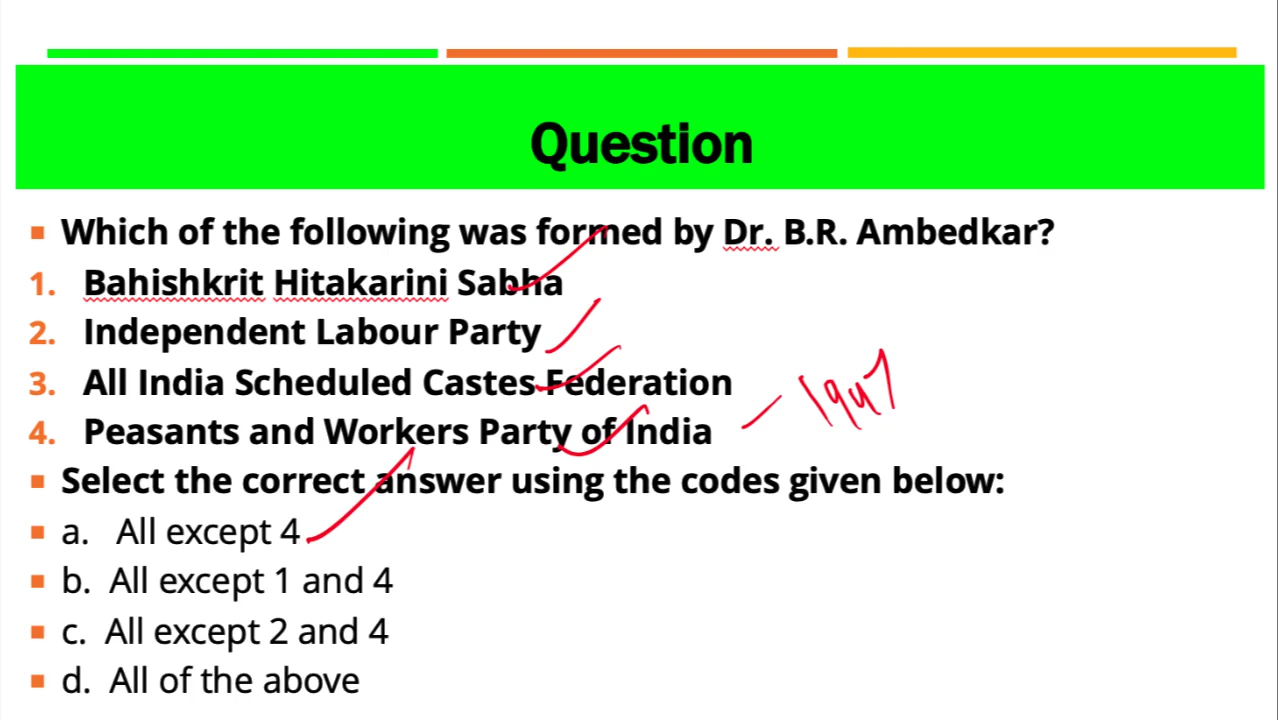 Question
Which of the following was formed by Dr. B.R. Ambedkar?
1. Bahishkrit Hitakarini Sabha
2. Independent Labour Party
3. All India Scheduled Castes Federation
4. Peasants and Workers Party of India
1947
Select the correct answer using the codes given below:
a. All except 4
b. All except 1 and 4
c. All except 2 and 4
d. All of the above